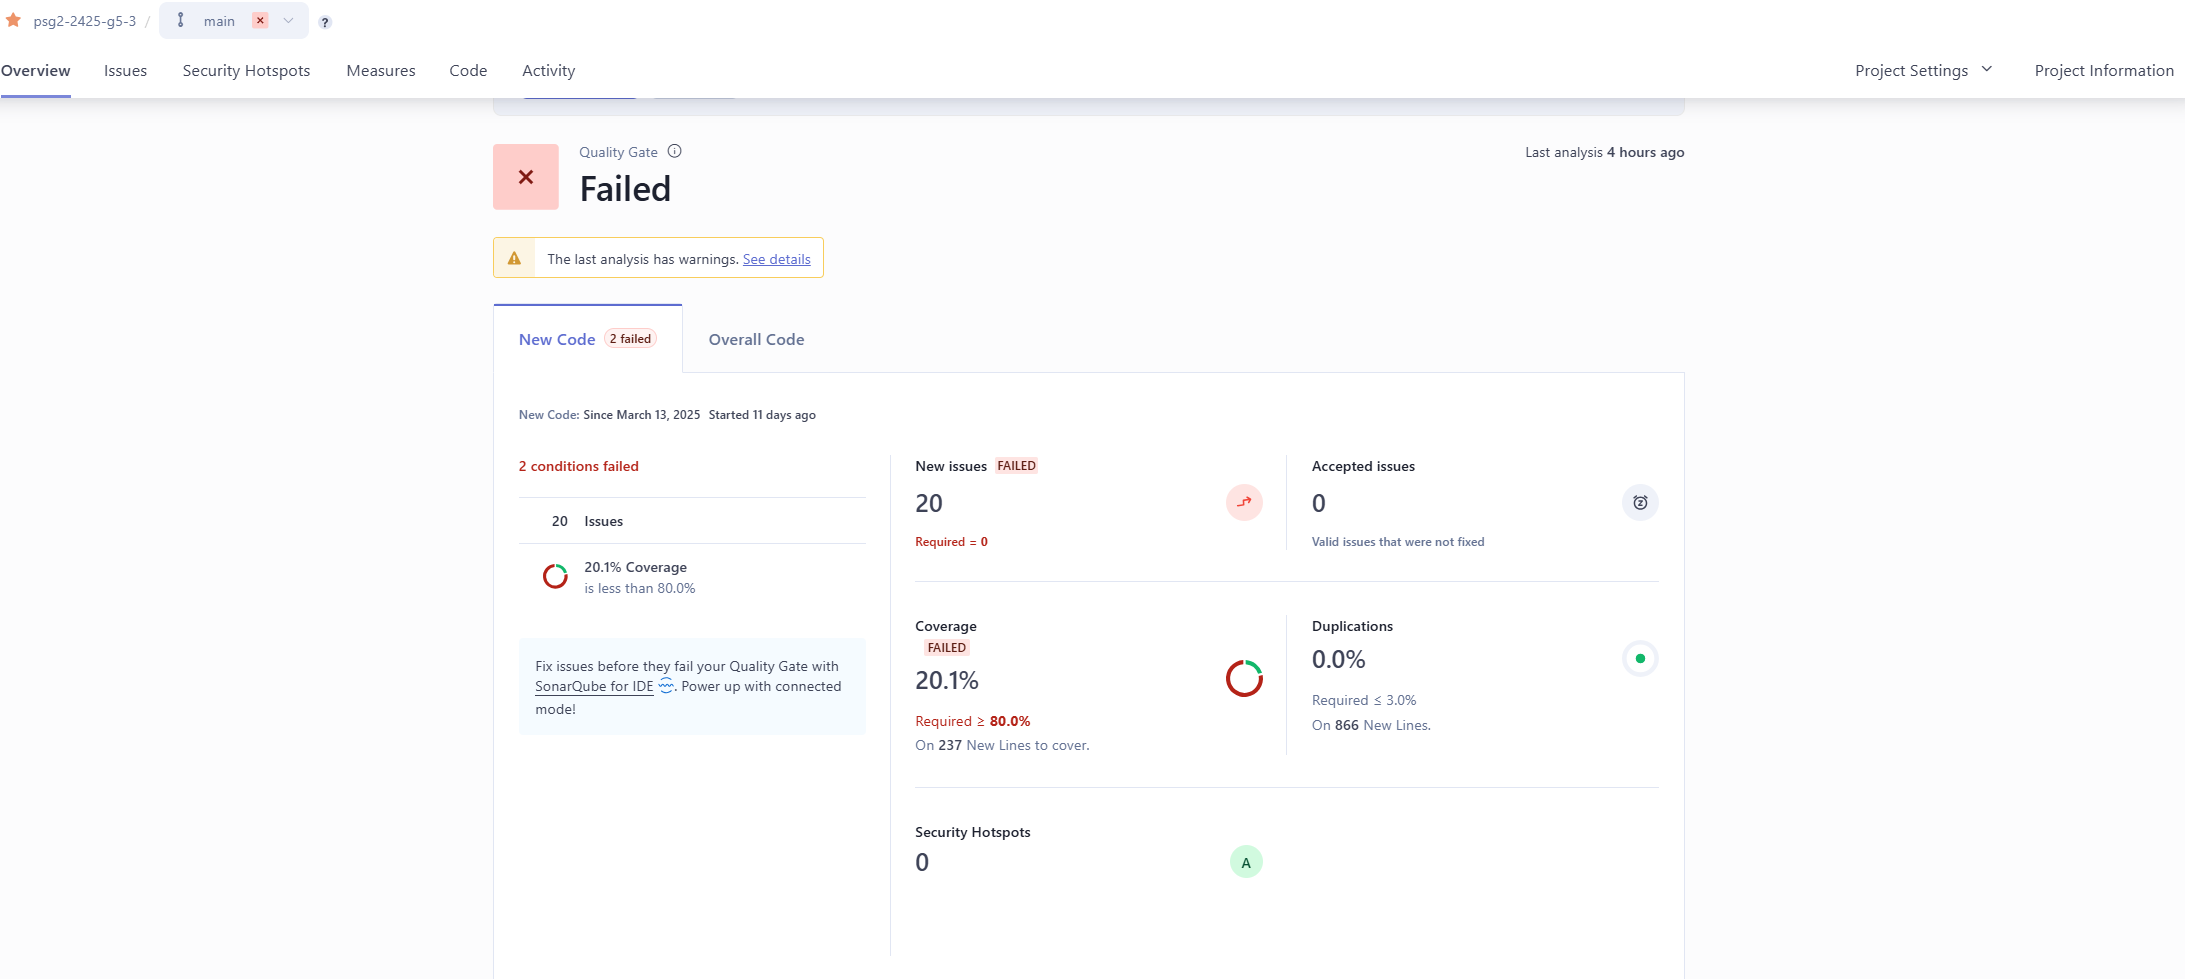 psg2-2425-g5-3 / main ?
Overview Issues Security Hotspots Measures Code Activity Project Settings Project Information
Quality Gate
Failed
Last analysis 4 hours ago
The last analysis has warnings. See details
New Code 2 failed Overall Code
New Code: Since March 13, 2025 Started 11 days ago
2 conditions failed
20 Issues
20.1% Coverage
is less than 80.0%
Fix issues before they fail your Quality Gate with
SonarQube for IDE . Power up with connected
mode!
New issues FAILED
20
Required = 0
Accepted issues
0
Valid issues that were not fixed
Coverage
FAILED
20.1%
Required ≥ 80.0%
On 237 New Lines to cover.
Duplications
0.0%
Required ≤ 3.0%
On 866 New Lines.
Security Hotspots
0
A